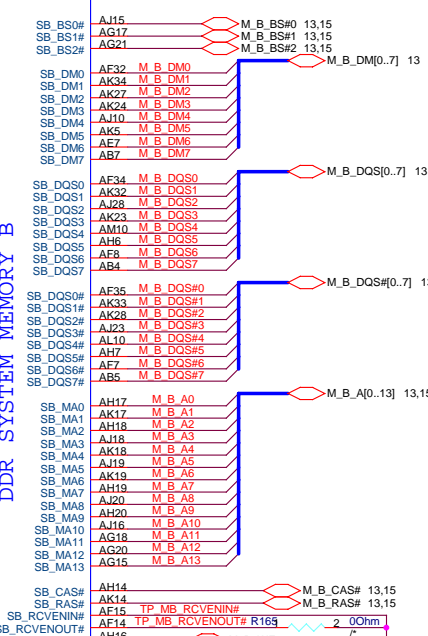 SB_BS0# AJ15 M_B_BS#0 13,15
SB_BS1# AG17 M_B_BS#1 13,15
SB_BS2# AG21 M_B_BS#2 13,15
M_B_DM[0..7] 13
SB_DM0 AF32 M_B_DM0
SB_DM1 AK34 M_B_DM1
SB_DM2 AK27 M_B_DM2
SB_DM3 AK24 M_B_DM3
SB_DM4 AJ10 M_B_DM4
SB_DM5 AK5 M_B_DM5
SB_DM6 AE7 M_B_DM6
SB_DM7 AB7 M_B_DM7
M_B_DQS[0..7] 13
SB_DQS0 AF34 M_B_DQS0
SB_DQS1 AK32 M_B_DQS1
SB_DQS2 AJ28 M_B_DQS2
SB_DQS3 AK23 M_B_DQS3
SB_DQS4 AM10 M_B_DQS4
SB_DQS5 AH6 M_B_DQS5
SB_DQS6 AF8 M_B_DQS6
SB_DQS7 AB4 M_B_DQS7
M_B_DQS#[0..7]
SB_DQS0# AF35 M_B_DQS#0
SB_DQS1# AK33 M_B_DQS#1
SB_DQS2# AK28 M_B_DQS#2
SB_DQS3# AJ23 M_B_DQS#3
SB_DQS4# AL10 M_B_DQS#4
SB_DQS5# AH7 M_B_DQS#5
SB_DQS6# AF7 M_B_DQS#6
SB_DQS7# AB5 M_B_DQS#7
DDR SYSTEM MEMORY B
M_B_A[0..13] 13,15
SB_MA0 AH17 M_B_A0
SB_MA1 AK17 M_B_A1
SB_MA2 AH18 M_B_A2
SB_MA3 AJ18 M_B_A3
SB_MA4 AK18 M_B_A4
SB_MA5 AJ19 M_B_A5
SB_MA6 AK19 M_B_A6
SB_MA7 AH19 M_B_A7
SB_MA8 AJ20 M_B_A8
SB_MA9 AH20 M_B_A9
SB_MA10 AJ16 M_B_A10
SB_MA11 AG18 M_B_A11
SB_MA12 AG20 M_B_A12
SB_MA13 AG15 M_B_A13
SB_CAS# AH14 M_B_CAS# 13,15
SB_RAS# AK14 M_B_RAS# 13,15
SB_RCVENIN# AF15 TP_MB_RCVENIN#
SB_RCVENOUT# AF14 TP_MB_RCVENOUT# R165 2 0Ohm
/*